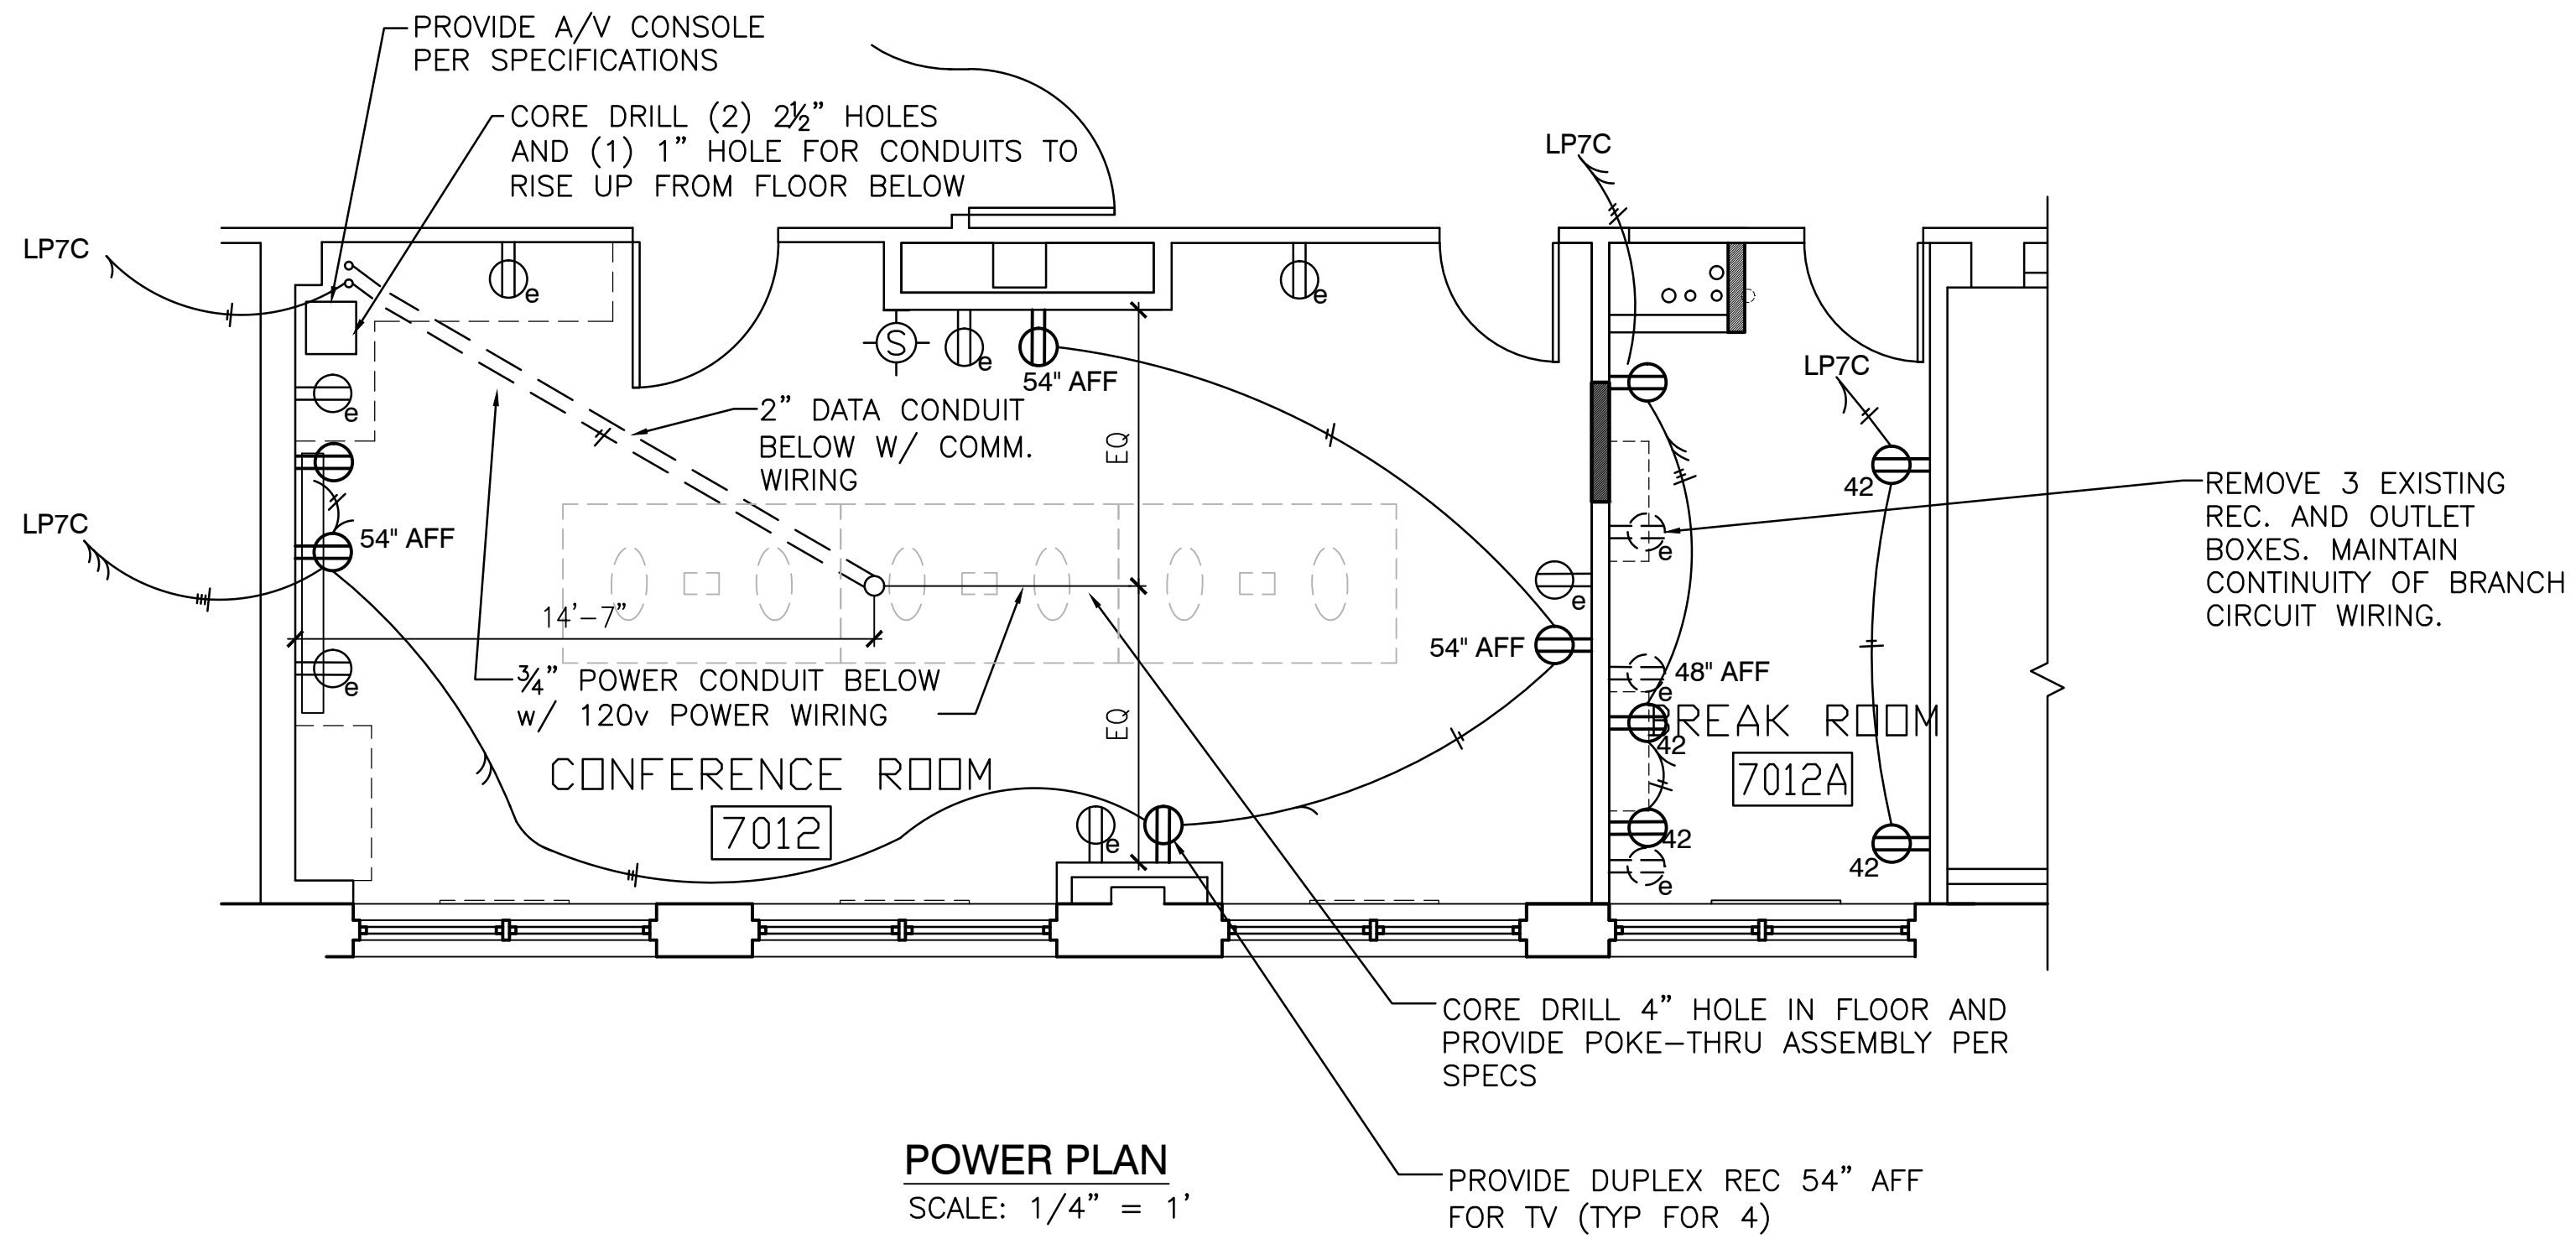 PROVIDE A/V CONSOLE
PER SPECIFICATIONS
CORE DRILL (2) 2½" HOLES
AND (1) 1" HOLE FOR CONDUITS TO
RISE UP FROM FLOOR BELOW
LP7C
LP7C
e
e
S
e
54" AFF
LP7C
e
2" DATA CONDUIT
BELOW W/ COMM.
WIRING
EQ
42
REMOVE 3 EXISTING
REC. AND OUTLET
BOXES. MAINTAIN
CONTINUITY OF BRANCH
CIRCUIT WIRING.
LP7C
54" AFF
e
e
14'-7"
54" AFF
e
¾" POWER CONDUIT BELOW
w/ 120v POWER WIRING
EQ
48" AFF
e
BREAK ROOM
42
7012A
CONFERENCE ROOM
7012
e
42
42
e
CORE DRILL 4" HOLE IN FLOOR AND
PROVIDE POKE-THRU ASSEMBLY PER
SPECS
POWER PLAN
SCALE: 1/4" = 1'
PROVIDE DUPLEX REC 54" AFF
FOR TV (TYP FOR 4)